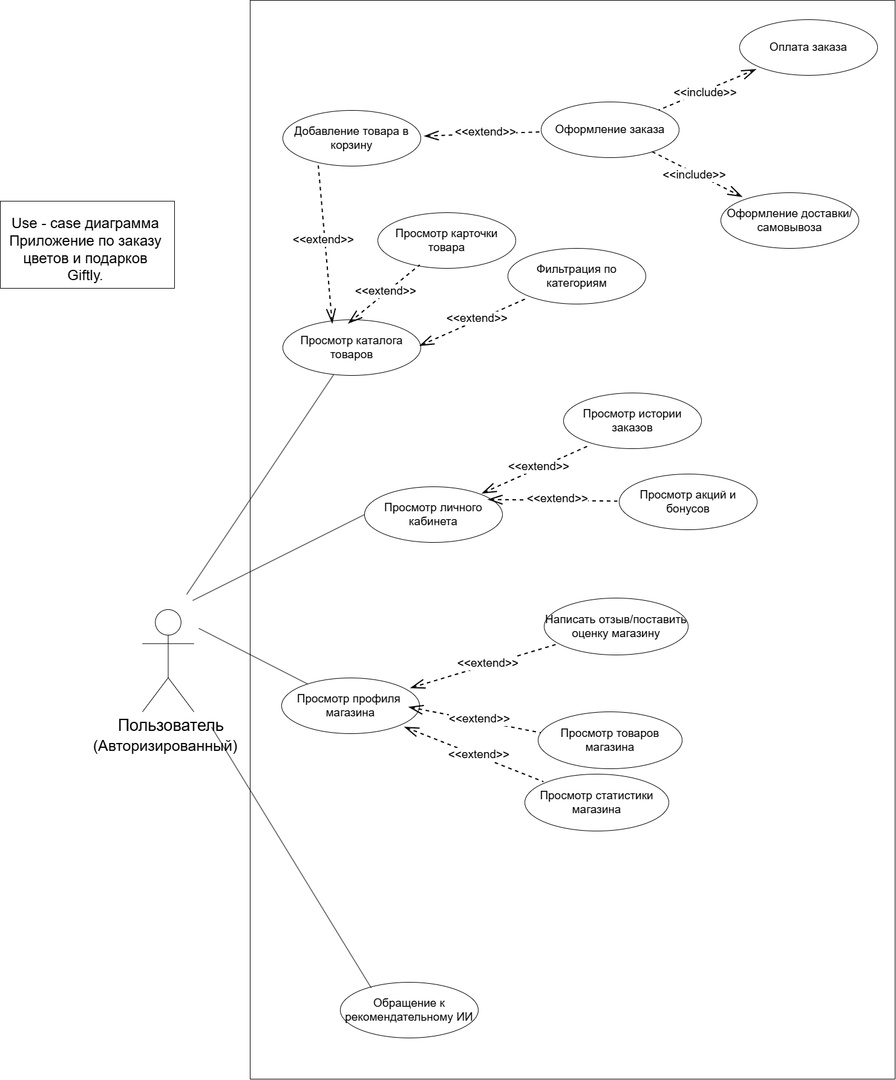 Оплата заказа
<<include>>
Добавление товара в
корзину
<<extend>>
Оформление заказа
<<include>>
Оформление доставки/
самовывоза
Use - case диаграмма
Приложение по заказу
цветов и подарков
Giftly.
<<extend>>
Просмотр карточки
товара
<<extend>>
Фильтрация по
категориям
<<extend>>
Просмотр каталога
товаров
Просмотр истории
заказов
<<extend>>
Просмотр личного
кабинета
<<extend>>
Просмотр акций и
бонусов
Написать отзыв/поставить
оценку магазину
<<extend>>
Просмотр профиля
магазина
<<extend>>
Просмотр товаров
магазина
<<extend>>
Просмотр статистики
магазина
Пользователь
(Авторизированный)
Обращение к
рекомендательному ИИ